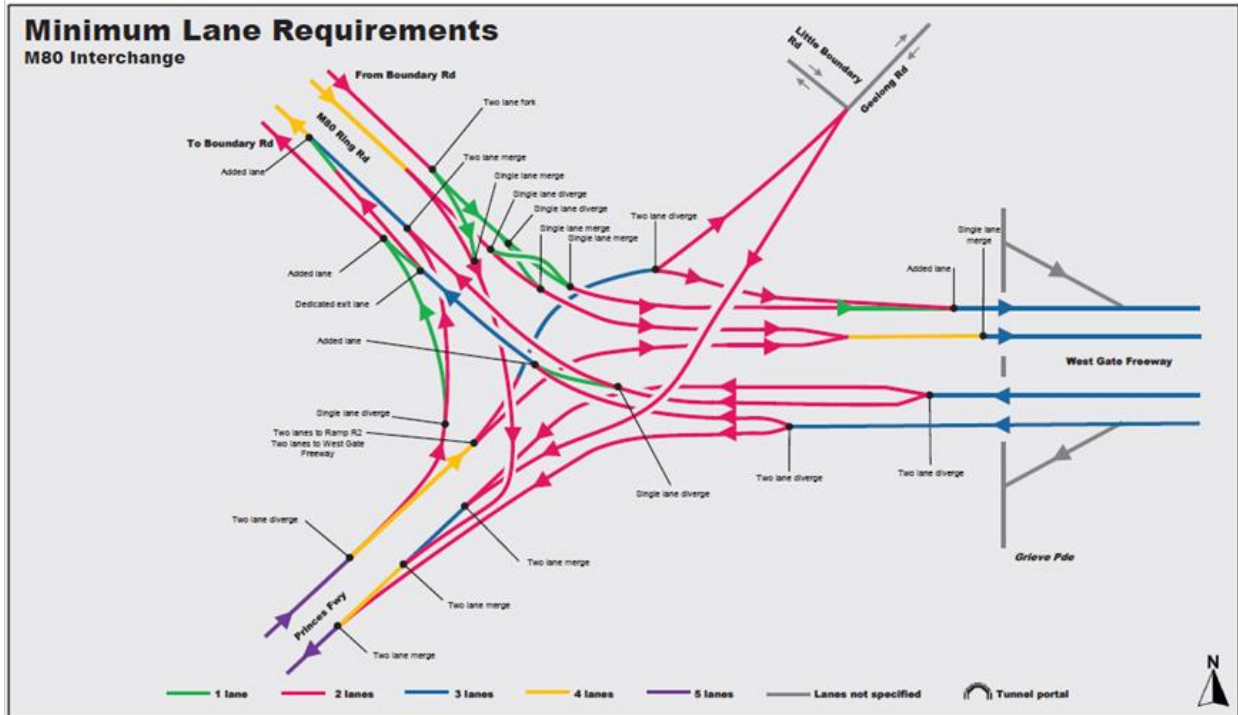 Minimum Lane Requirements
M80 Interchange
From Boundary Rd
M80 Ring Rd
To Boundary Rd
Little Boundary
Rd
Geelong Rd
Two lane fork
Two lane merge
Added lane
Single lane merge
Single lane diverge
Single lane diverge
Single lane merge
Single lane merge
Two lane diverge
Single lane
merge
Added lane
Added lane
Dedicated exit lane
Added lane
West Gate Freeway
Single lane diverge
Two lanes to Ramp R2
Two lanes to West Gate
Freeway
Two lane diverge
Two lane diverge
Single lane diverge
Two lane diverge
Princes Fwy
Two lane merge
Two lane merge
Two lane merge
Grieve Pde
N
1 lane
2 lanes
3 lanes
4 lanes
5 lanes
Lanes not specified
Tunnel portal